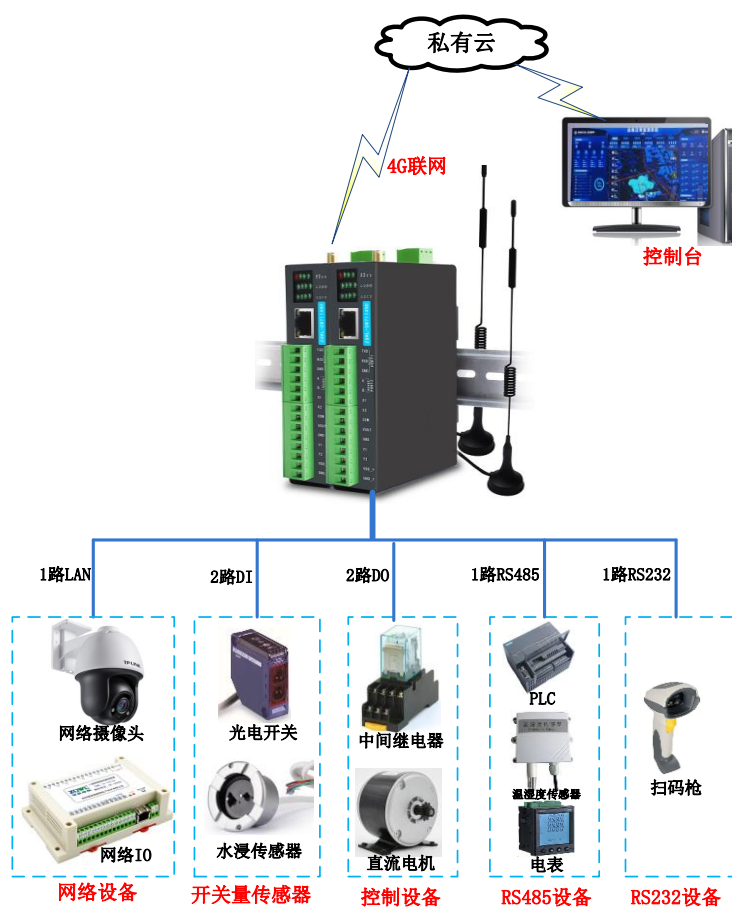 私有云
4G联网
控制台
1路LAN
2路DI
2路DO
1路RS485
1路RS232
TP-LINK
网络摄像头
网络IO
光电开关
水浸传感器
中间继电器
直流电机
PLC
温湿度传感器
电表
扫码枪
网络设备
开关量传感器
控制设备
RS485设备
RS232设备